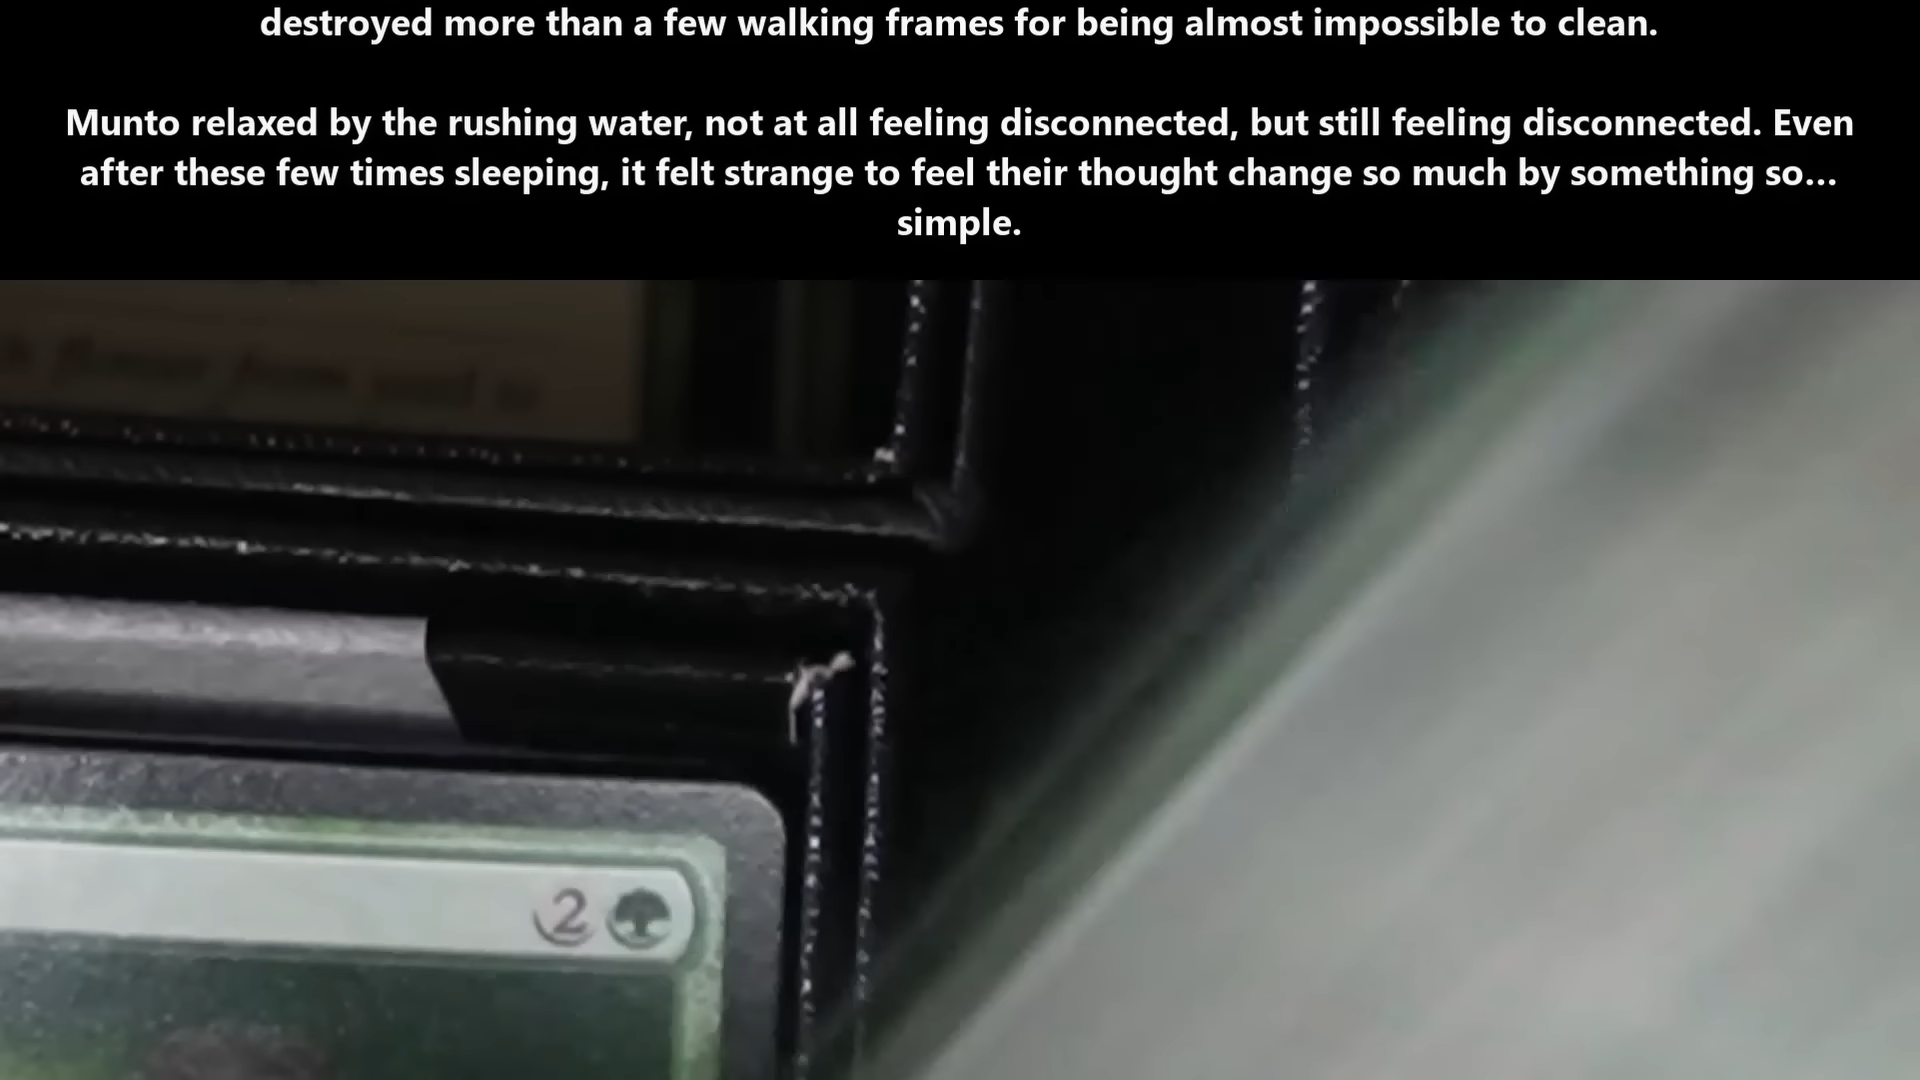 destroyed more than a few walking frames for being almost impossible to clean.
Munto relaxed by the rushing water, not at all feeling disconnected, but still feeling disconnected. Even
after these few times sleeping, it felt strange to feel their thought change so much by something so...
simple.
2